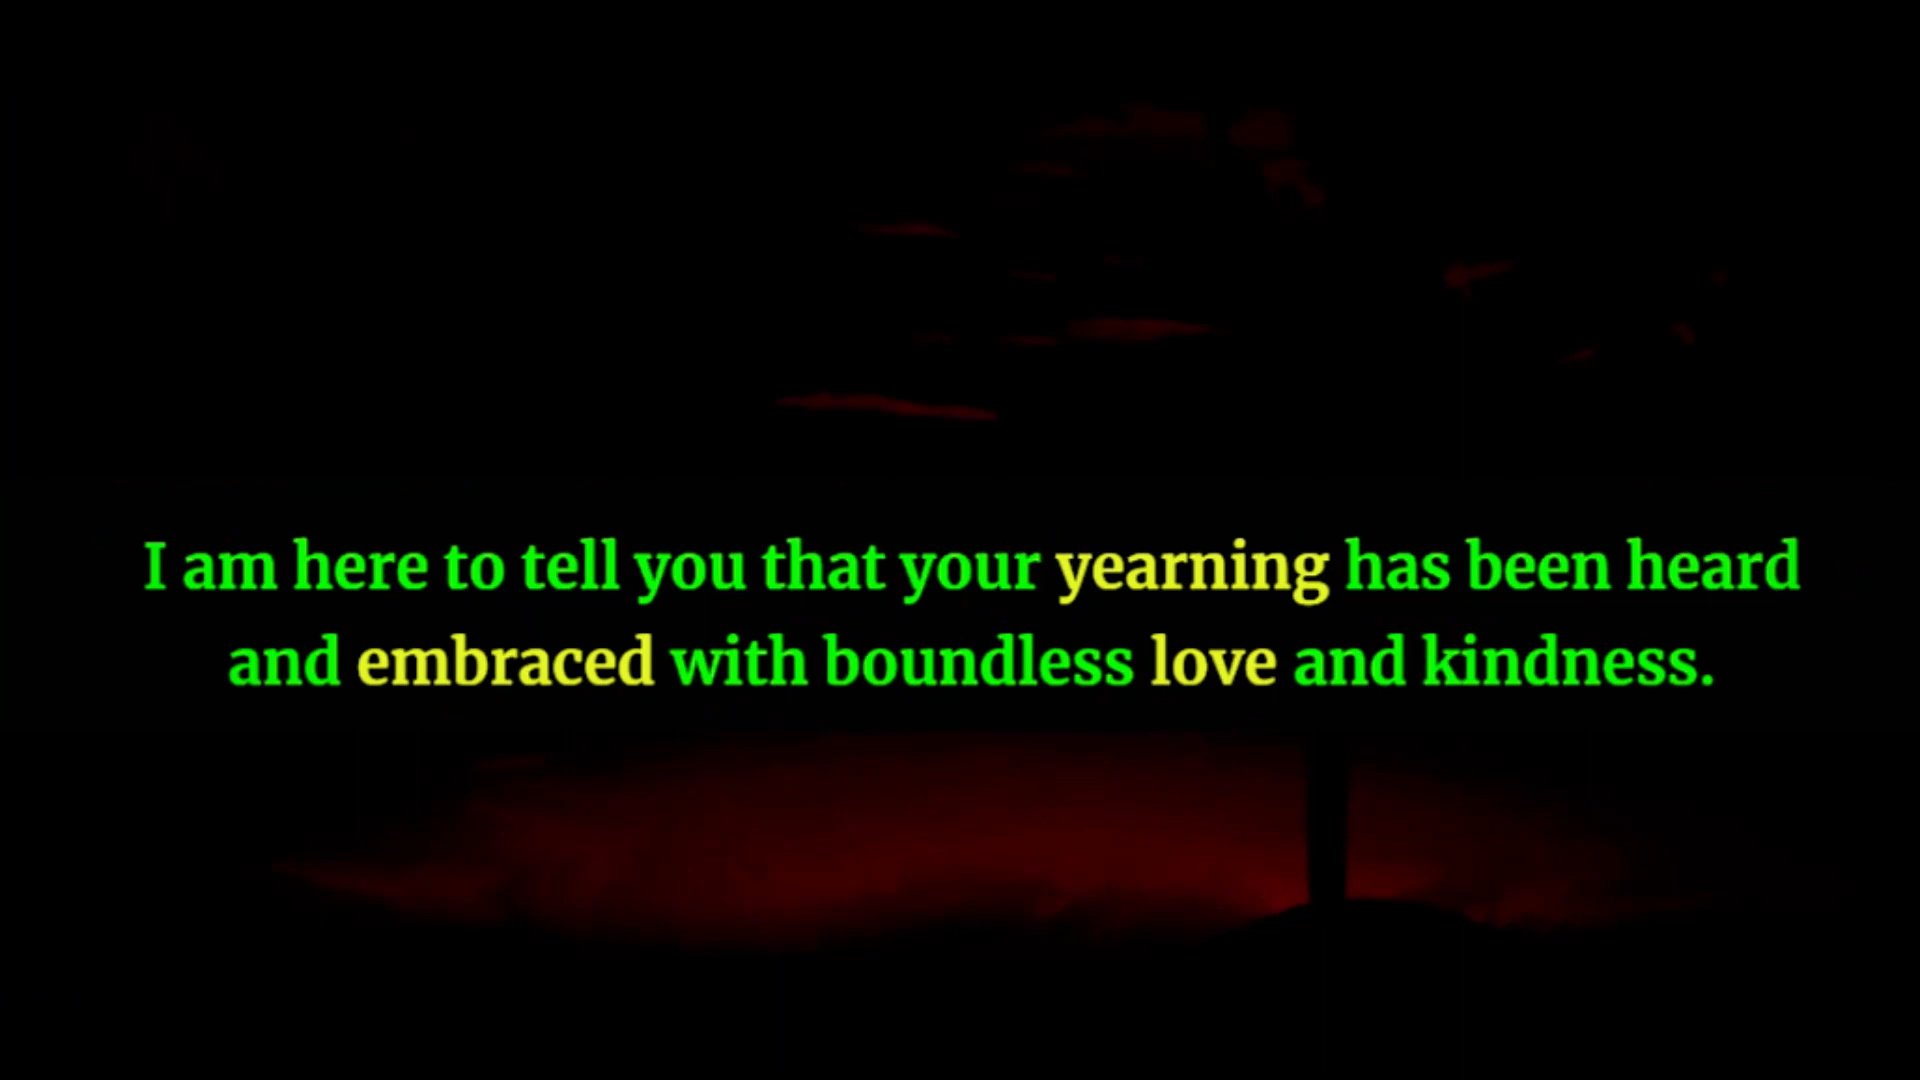 I am here to tell you that your yearning has been heard
and embraced with boundless love and kindness.